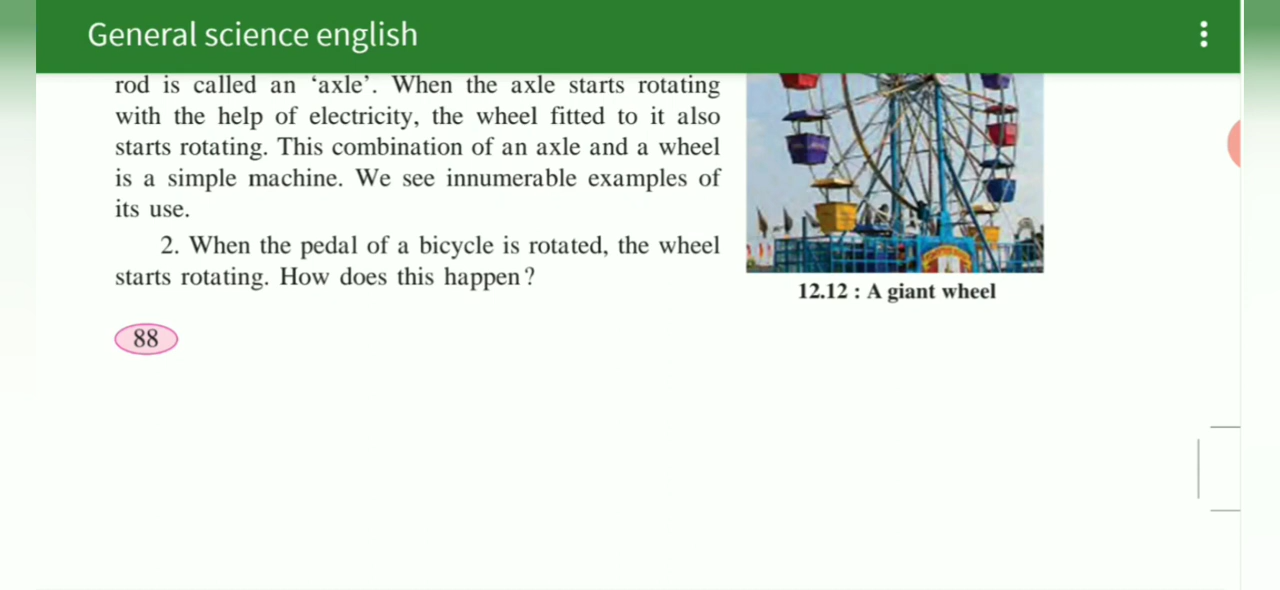 General science english
rod is called an ‘axle’. When the axle starts rotating
with the help of electricity, the wheel fitted to it also
starts rotating. This combination of an axle and a wheel
is a simple machine. We see innumerable examples of
its use.
2. When the pedal of a bicycle is rotated, the wheel
starts rotating. How does this happen?
12.12 : A giant wheel
88